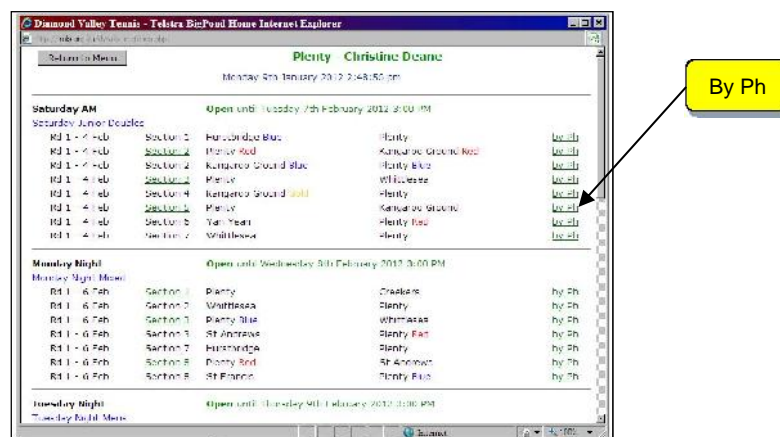 Diamond Valley Tennis - Telstra BigPond Home Internet Explorer
Return to Menu
Plenty - Christine Deane
Monday 9th January 2012 2:48:55 pm
By Ph
Saturday AM Open until Tuesday 7th February 2012 3:00 PM
Saturday Junior Doubles
Rd 1 - 4 Feb Section 1 Hurstbridge Blue Plenty by Ph
Rd 1 - 4 Feb Section 2 Plenty Red Kangaroo Ground Red by Ph
Rd 1 - 4 Feb Section 2 Kangaroo Ground Blue Plenty Blue by Ph
Rd 1 - 4 Feb Section 3 Plenty Whittlesea by Ph
Rd 1 - 4 Feb Section 4 Kangaroo Ground Gold Plenty by Ph
Rd 1 - 4 Feb Section 5 Plenty Kangaroo Ground by Ph
Rd 1 - 4 Feb Section 6 Yan Yean Plenty Red by Ph
Rd 1 - 4 Feb Section 7 Whittlesea Plenty by Ph
Monday Night Open until Wednesday 8th February 2012 3:00 PM
Monday Night Mixed
Rd 1 - 6 Feb Section 1 Plenty Creekers by Ph
Rd 1 - 6 Feb Section 2 Whittlesea Plenty by Ph
Rd 1 - 6 Feb Section 3 Plenty Blue Whittlesea by Ph
Rd 1 - 6 Feb Section 3 St Andrews Plenty Red by Ph
Rd 1 - 6 Feb Section 7 Hurstbridge Plenty by Ph
Rd 1 - 6 Feb Section 8 Plenty Red St Andrews by Ph
Rd 1 - 6 Feb Section 8 St Francis Plenty Blue by Ph
Tuesday Night Open until Thursday 9th February 2012 3:00 PM
Tuesday Night Mens
Internet 100%